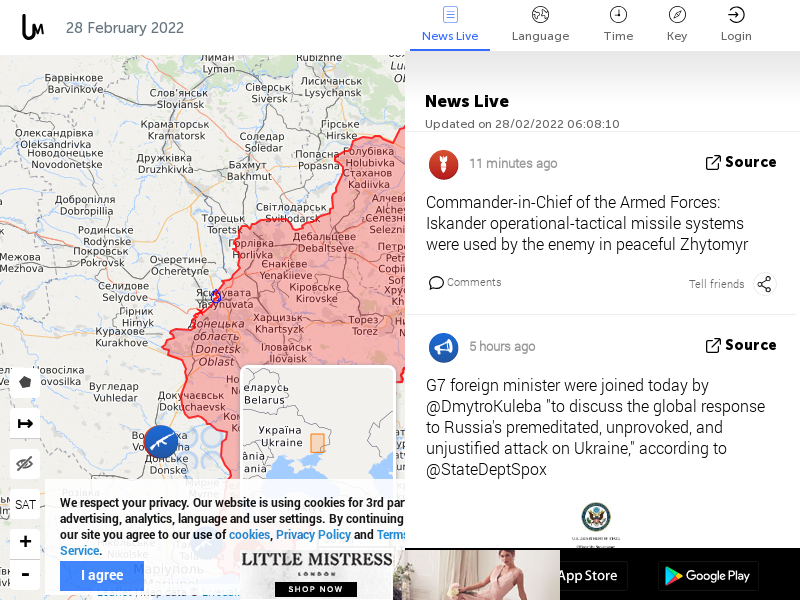 28 February 2022
News Live
Language
Time
Key
Login
News Live
Updated on 28/02/2022 06:08:10
11 minutes ago
Source
Commander-in-Chief of the Armed Forces:
Iskander operational-tactical missile systems
were used by the enemy in peaceful Zhytomyr
Comments
Tell friends
5 hours ago
Source
G7 foreign minister were joined today by
@DmytroKuleba "to discuss the global response
to Russia's premeditated, unprovoked, and
unjustified attack on Ukraine," according to
@StateDeptSpox
App Store
Google Play
Лиман
Lyman
Rubizhne
Барвінкове
Barvinkove
Слов'янськ
Sloviansk
Сіверськ
Siversk
Лисичанськ
Lysychansk
Краматорськ
Kramatorsk
Гірське
Hirske
Олександрівка
Oleksandrivka
Соледар
Soledar
Новодонецьке
Novodonetske
Дружківка
Druzhkivka
Бахмут
Bakhmut
Попасна
Popasna
Голубівка
Holubivka
Стаханов
Kadiivka
Добропілля
Dobropillia
Світлодарськ
Svitlodarsk
Торецьк
Toretsk
Родинське
Rodynske
Дебальцеве
Debaltseve
Горлівка
Horlivka
Покровськ
Pokrovsk
Межова
Mezhova
Очеретине
Ocheretyne
Єнакієве
Yenakiieve
Селидове
Selydove
Ясинувата
Yasynuvata
Кіровське
Kirovske
Гірник
Hirnyk
Харцизьк
Khartsyzk
Торез
Torez
Курахове
Kurakhove
Донецька
область
Donetsk
Oblast
Іловайськ
Ilovaisk
Новосілка
Novosilka
Вугледар
Vuhledar
Докучаєвськ
Dokuchaevsk
Донське
Donske
Belarus
Україна
Ukraine
SAT
+
-
We respect your privacy. Our website is using cookies for 3rd par
advertising, analytics, language and user settings. By continuing
our site you agree to our use of cookies, Privacy Policy and Terms
Service.
I agree
LITTLE MISTRESS
LONDON
SHOP NOW